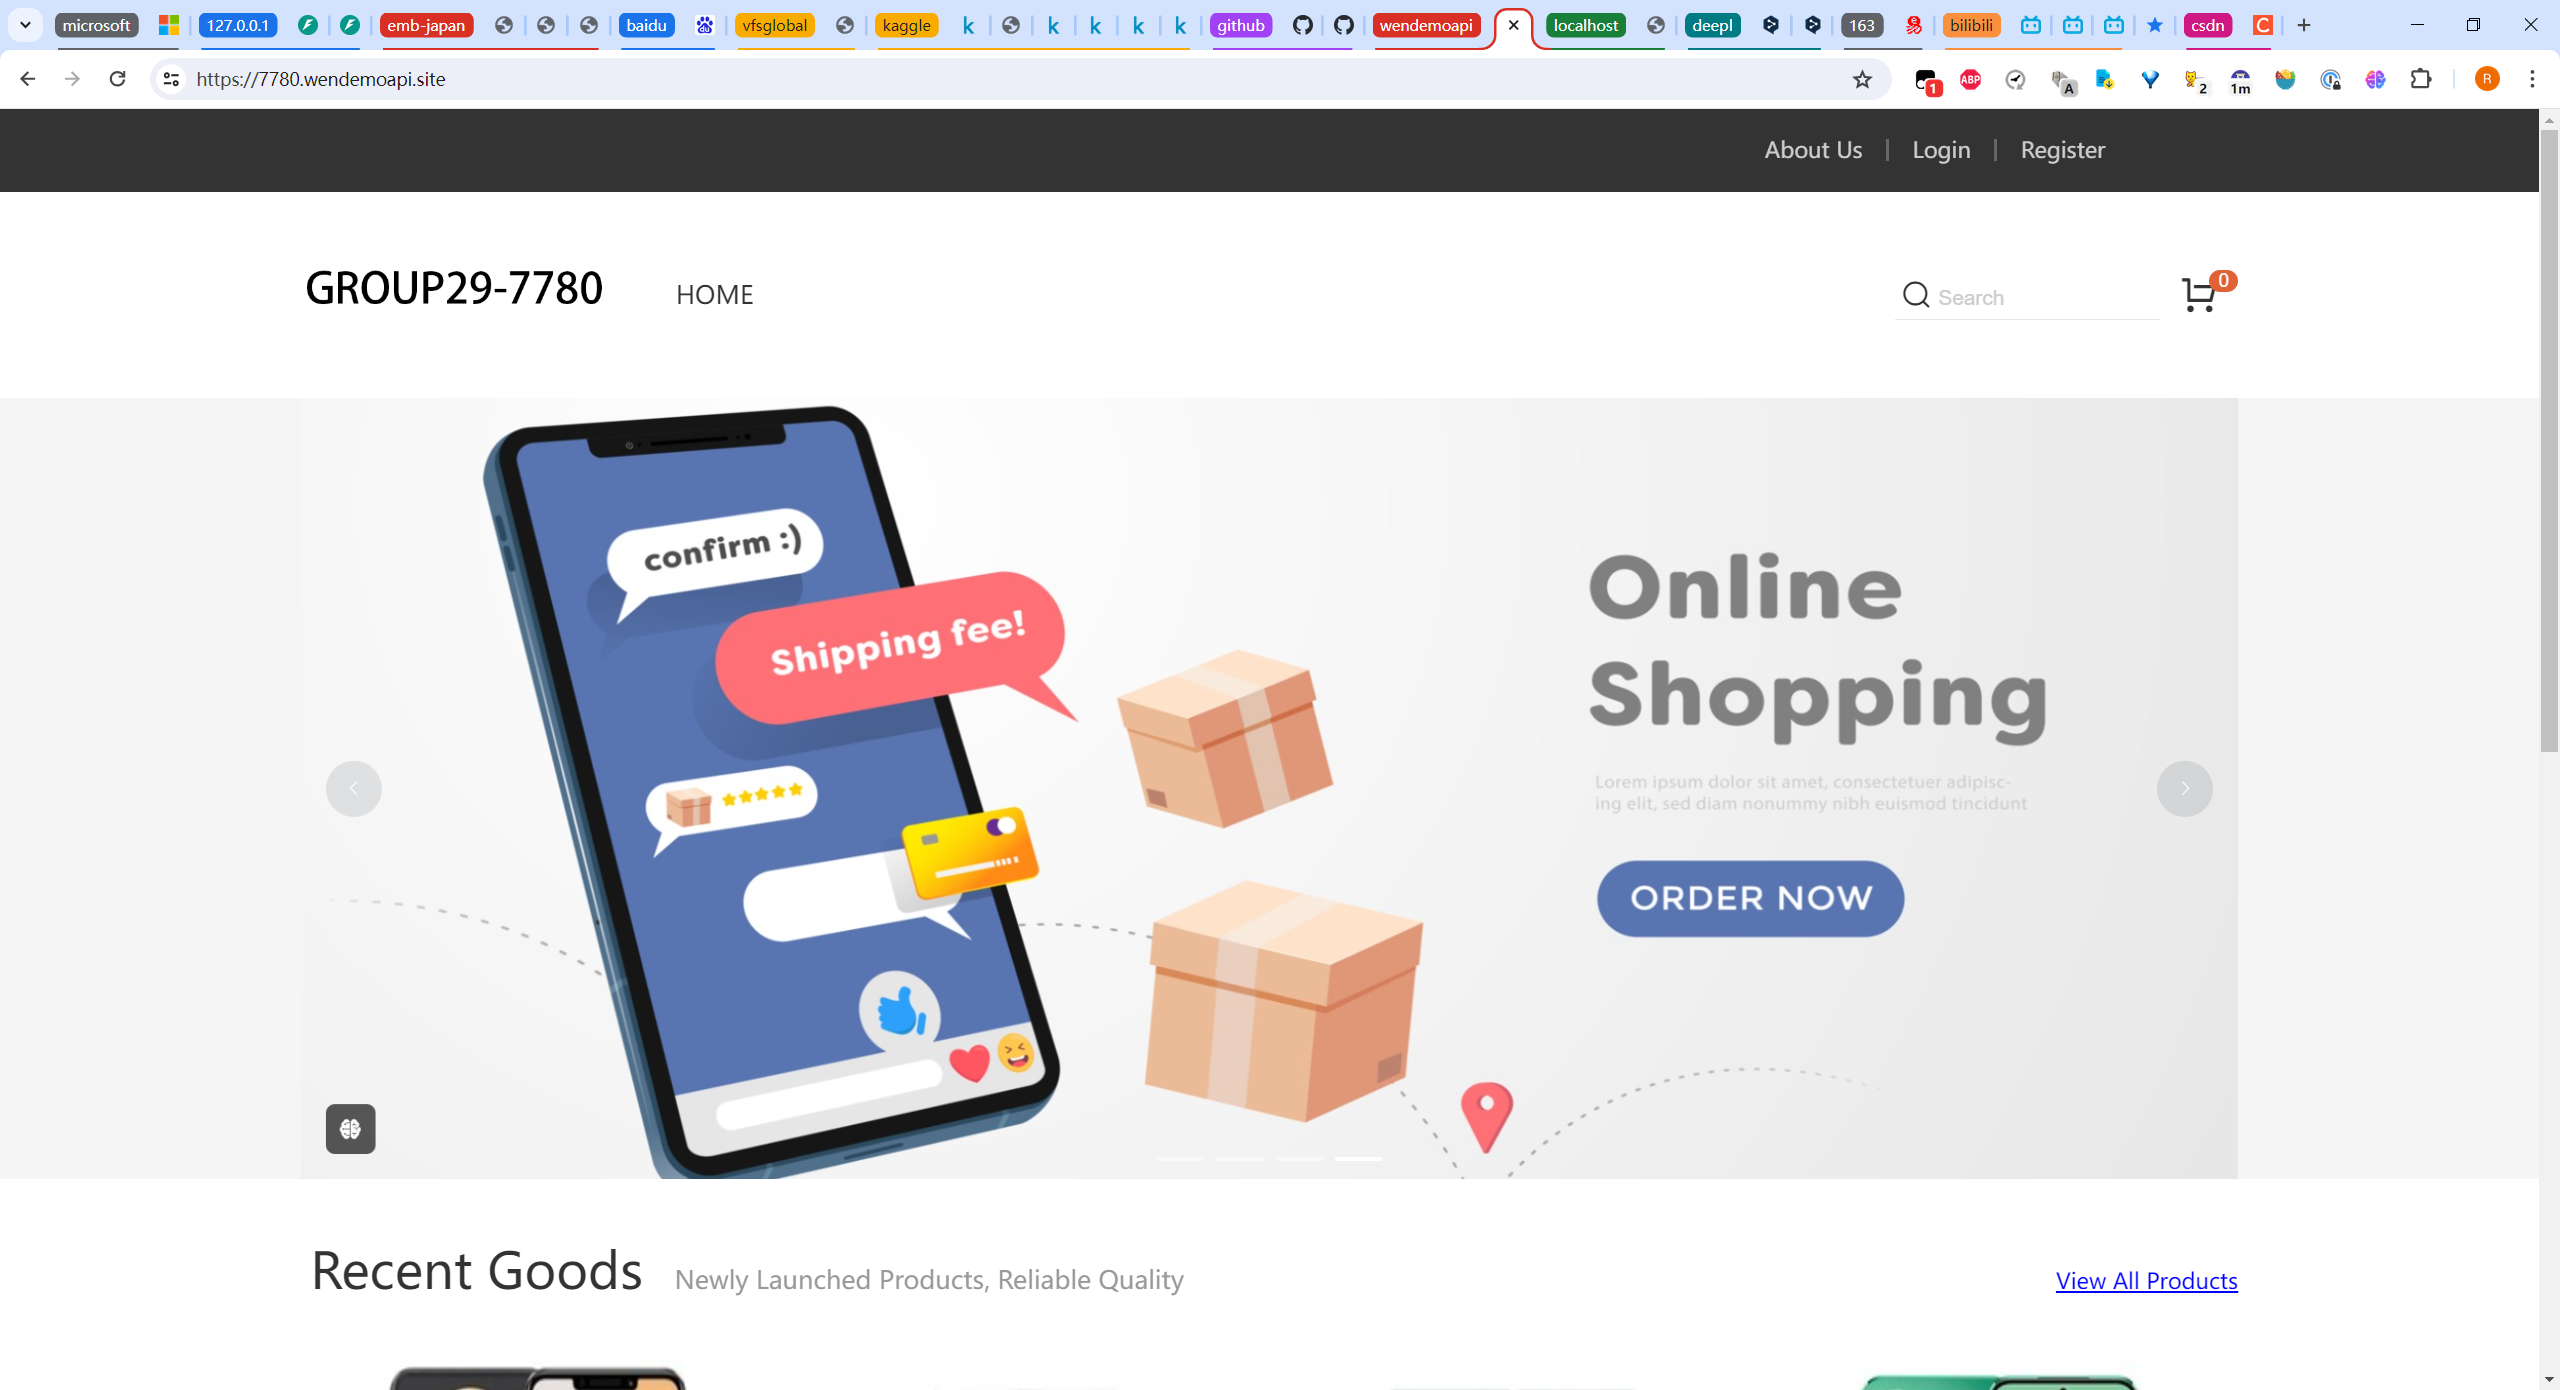 microsoft 127.0.0.1 emb-japan baidu vfsglobal kaggle github wendemoapi localhost deepl 163 bilibili csdn
https://7780.wendemoapi.site
1 ABP A 2 1m R
About Us Login Register
GROUP29-7780 HOME Search 0
confirm :)
Shipping fee!
Online
Shopping
Lorem ipsum dolor sit amet, consectetuer adipisc-
ing elit, sed diam nonummy nibh euismod tincidunt
ORDER NOW
Recent Goods Newly Launched Products, Reliable Quality View All Products